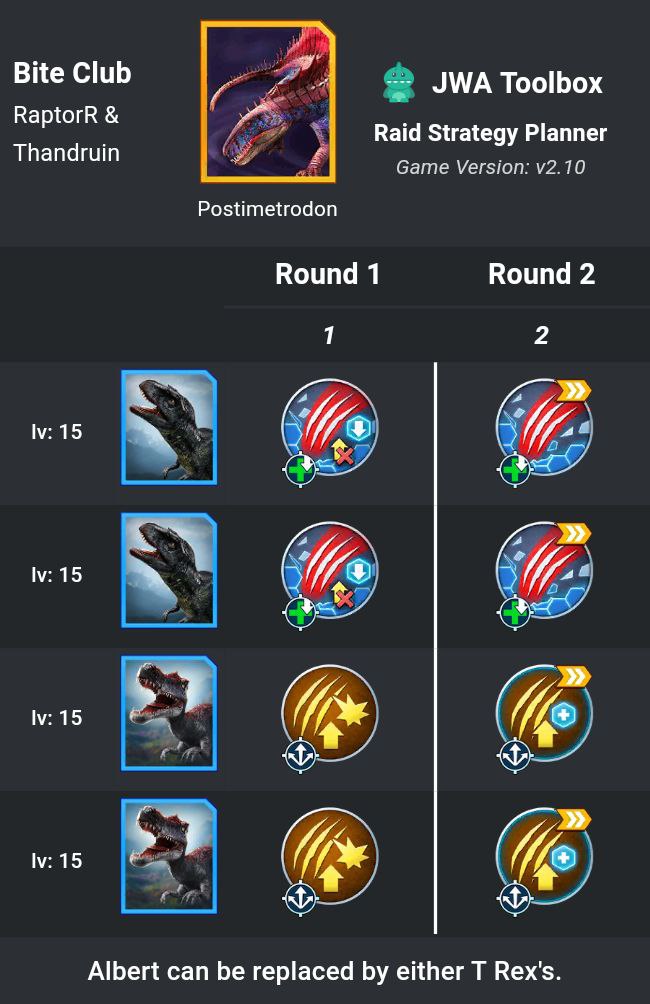 Bite Club
RaptorR &
Thandruin
Postimetrodon
JWA Toolbox
Raid Strategy Planner
Game Version: v2.10
Round 1
Round 2
1
2
lv: 15
lv: 15
lv: 15
lv: 15
Albert can be replaced by either T Rex's.